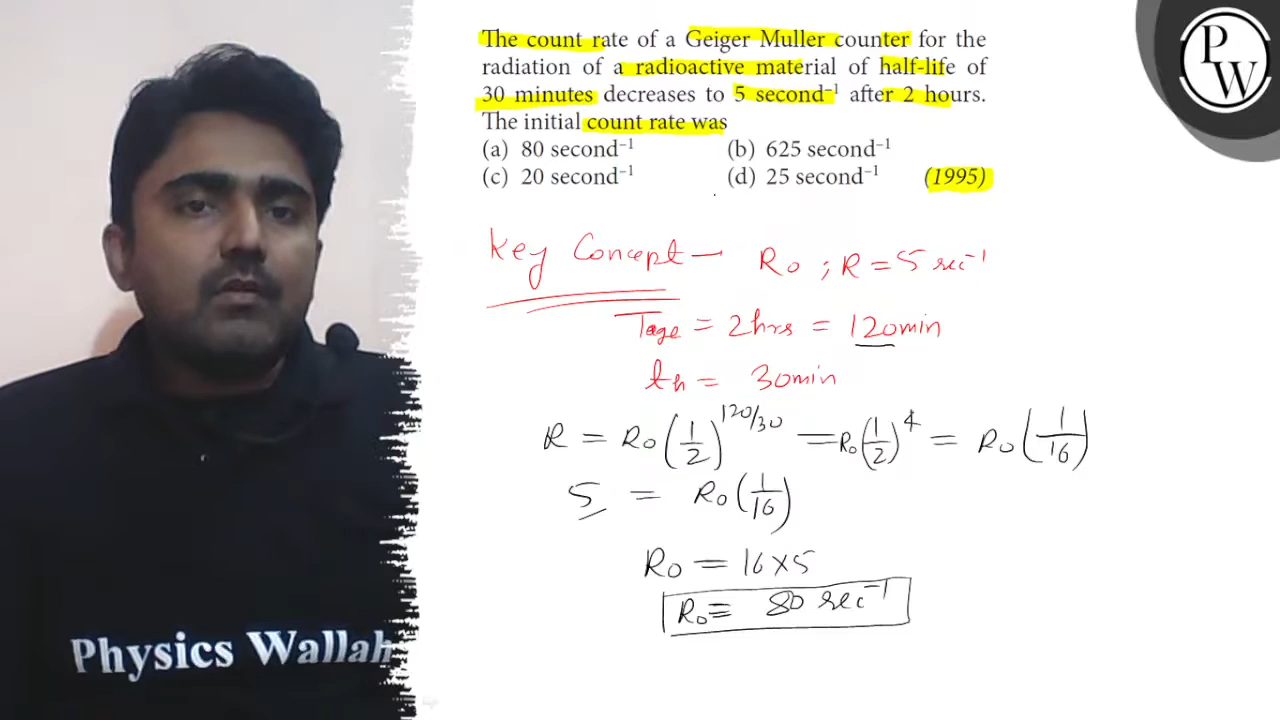 The count rate of a Geiger Muller counter for the
radiation of a radioactive material of half-life of
30 minutes decreases to 5 second⁻¹ after 2 hours.
The initial count rate was
(a) 80 second⁻¹ (b) 625 second⁻¹
(c) 20 second⁻¹ (d) 25 second⁻¹ (1995)
PW
Key Concept — R₀ ; R = 5 sec⁻¹
Tage = 2hrs = 120min
th = 30min
R = R₀(1/2)^120/30 = R₀(1/2)^4 = R₀(1/16)
5 = R₀(1/16)
R₀ = 16×5
R₀ = 80 sec⁻¹
Physics Wallah